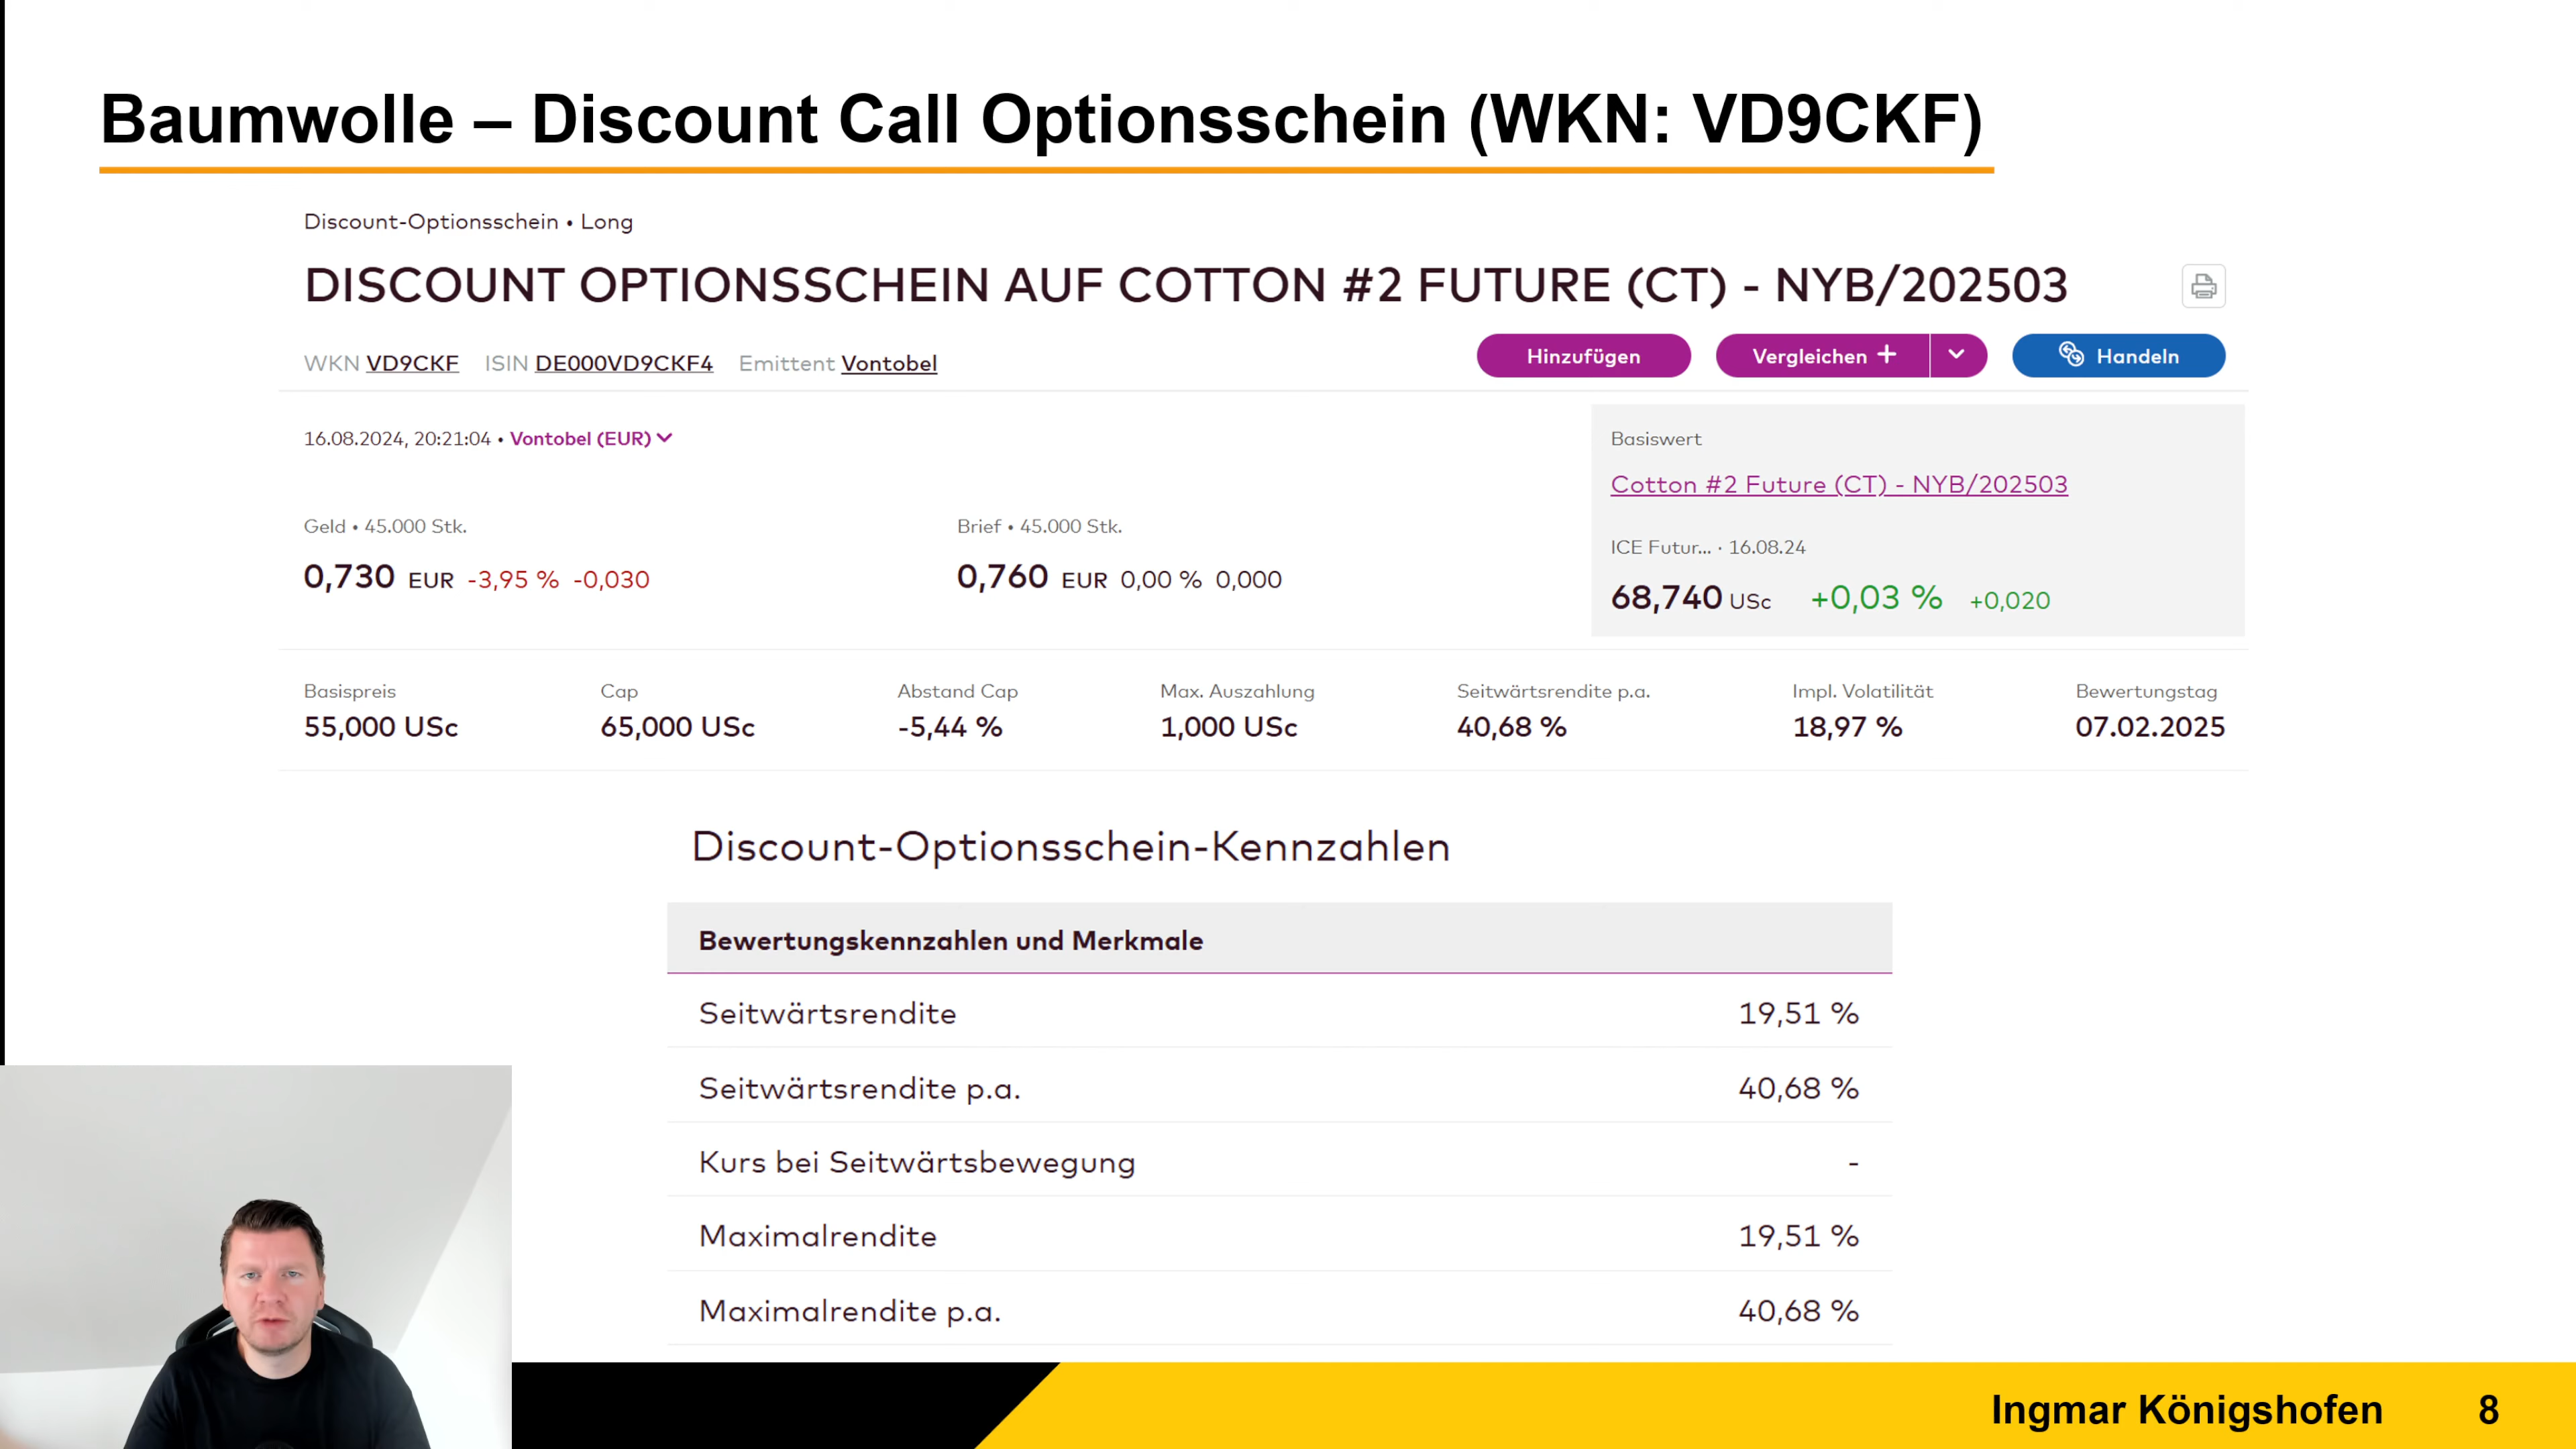 Baumwolle – Discount Call Optionsschein (WKN: VD9CKF)
Discount-Optionsschein • Long
DISCOUNT OPTIONSSCHEIN AUF COTTON #2 FUTURE (CT) - NYB/202503
WKN VD9CKF ISIN DE000VD9CKF4 Emittent Vontobel
Hinzufügen Vergleichen + Handeln
16.08.2024, 20:21:04 • Vontobel (EUR)
Geld • 45.000 Stk.
0,730 EUR -3,95 % -0,030
Brief • 45.000 Stk.
0,760 EUR 0,00 % 0,000
Basiswert
Cotton #2 Future (CT) - NYB/202503
ICE Futur... · 16.08.24
68,740 USc +0,03 % +0,020
Basispreis Cap Abstand Cap Max. Auszahlung Seitwärtsrendite p.a. Impl. Volatilität Bewertungstag
55,000 USc 65,000 USc -5,44 % 1,000 USc 40,68 % 18,97 % 07.02.2025
Discount-Optionsschein-Kennzahlen
Bewertungskennzahlen und Merkmale
Seitwärtsrendite 19,51 %
Seitwärtsrendite p.a. 40,68 %
Kurs bei Seitwärtsbewegung -
Maximalrendite 19,51 %
Maximalrendite p.a. 40,68 %
Ingmar Königshofen 8